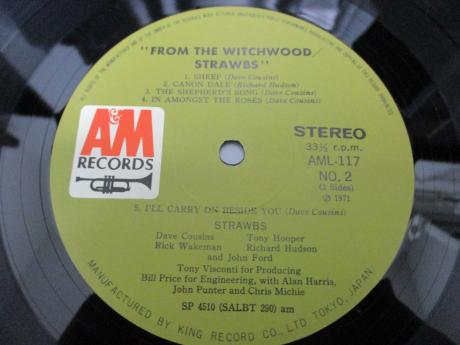 "FROM THE WITCHWOOD
STRAWBS"
1. SHEEP (Dave Cousins)
2. CANON DALE (Richard Hudson)
3. THE SHEPHERD'S SONG (Dave Cousins)
4. IN AMONGST THE ROSES (Dave Cousins)
A&M
RECORDS
STEREO
33⅓ r.p.m.
AML-117
NO. 2
(2 Sides)
Ⓟ 1971
5. I'LL CARRY ON BESIDE YOU (Dave Cousins)
STRAWBS
Dave Cousins Tony Hooper
Rick Wakeman Richard Hudson
and John Ford
Tony Visconti for Producing
Bill Price for Engineering, with Alan Harris,
John Punter and Chris Michie
SP 4510 (SALBT 290) am
MANUFACTURED BY KING RECORD CO., LTD. TOKYO, JAPAN